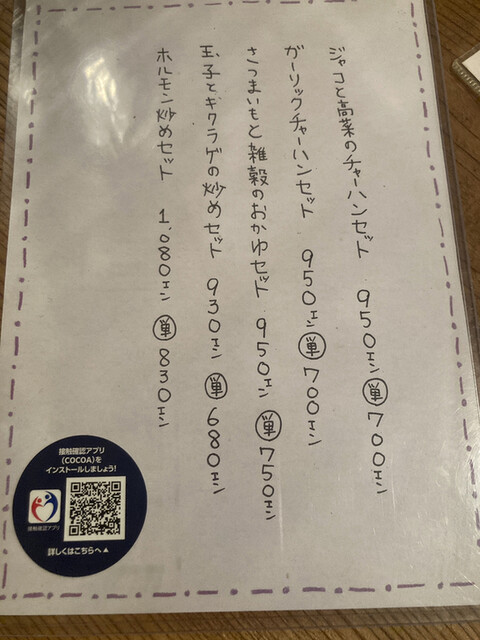 ジャコと高菜のチャーハンセット 950エン 単 700エン
ガーリックチャーハンセット 950エン 単 700エン
さつまいもと雑穀のおかゆセット 950エン 単 750エン
玉子とキクラゲの炒めセット 930エン 単 680エン
ホルモン炒めセット 1,080エン 単 830エン
接触確認アプリ
(COCOA)を
インストールしましょう!
接触確認アプリ
詳しくはこちらへ▲